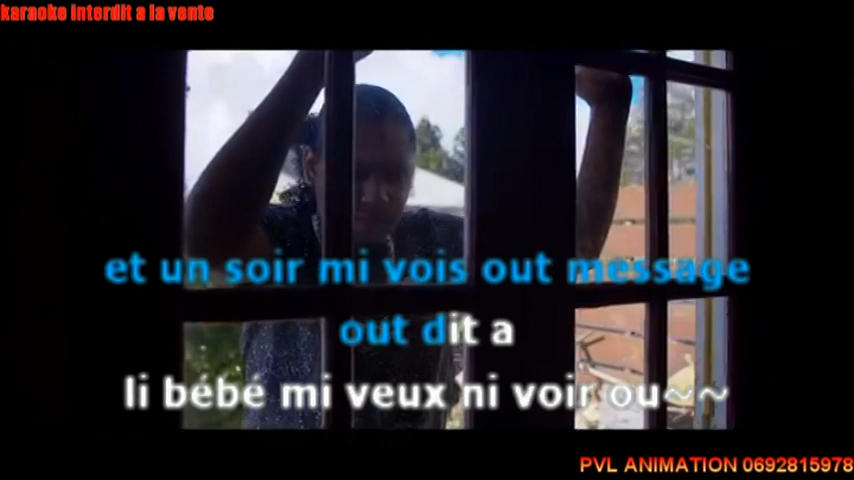 karaoke interdit a la vente
et un soir mi vois out message
out dit a
li bébé mi veux ni voir ou~~
PVL ANIMATION 0692815978